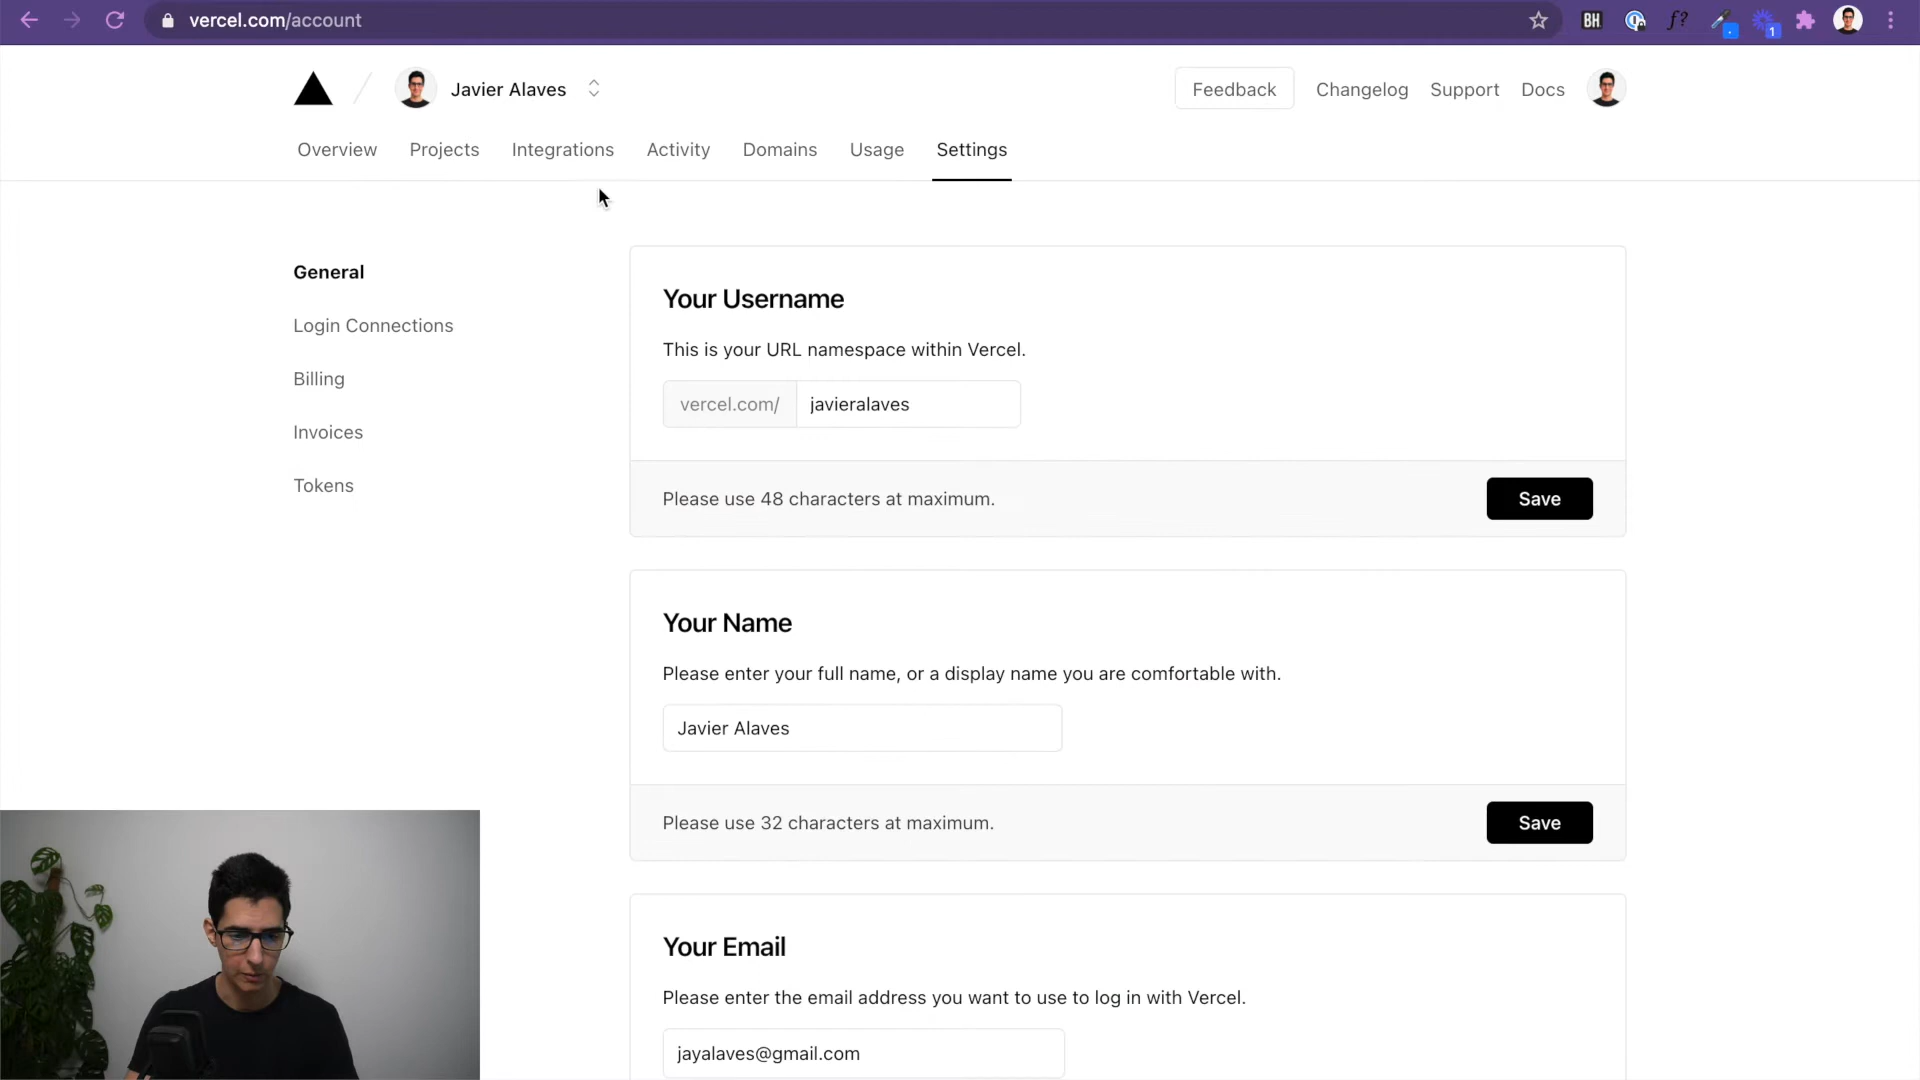 vercel.com/account
BH
f?
1
Javier Alaves
Feedback
Changelog
Support
Docs
Overview
Projects
Integrations
Activity
Domains
Usage
Settings
General
Login Connections
Billing
Invoices
Tokens
Your Username
This is your URL namespace within Vercel.
vercel.com/
javieralaves
Please use 48 characters at maximum.
Save
Your Name
Please enter your full name, or a display name you are comfortable with.
Javier Alaves
Please use 32 characters at maximum.
Save
Your Email
Please enter the email address you want to use to log in with Vercel.
jayalaves@gmail.com